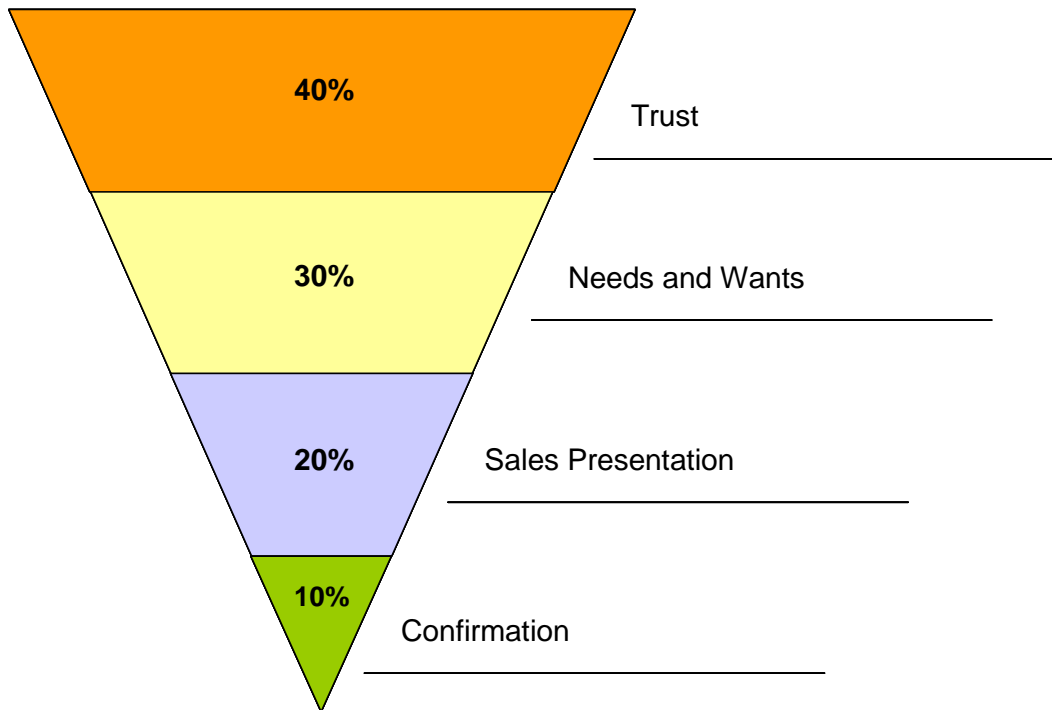 40%
Trust
30%
Needs and Wants
20%
Sales Presentation
10%
Confirmation